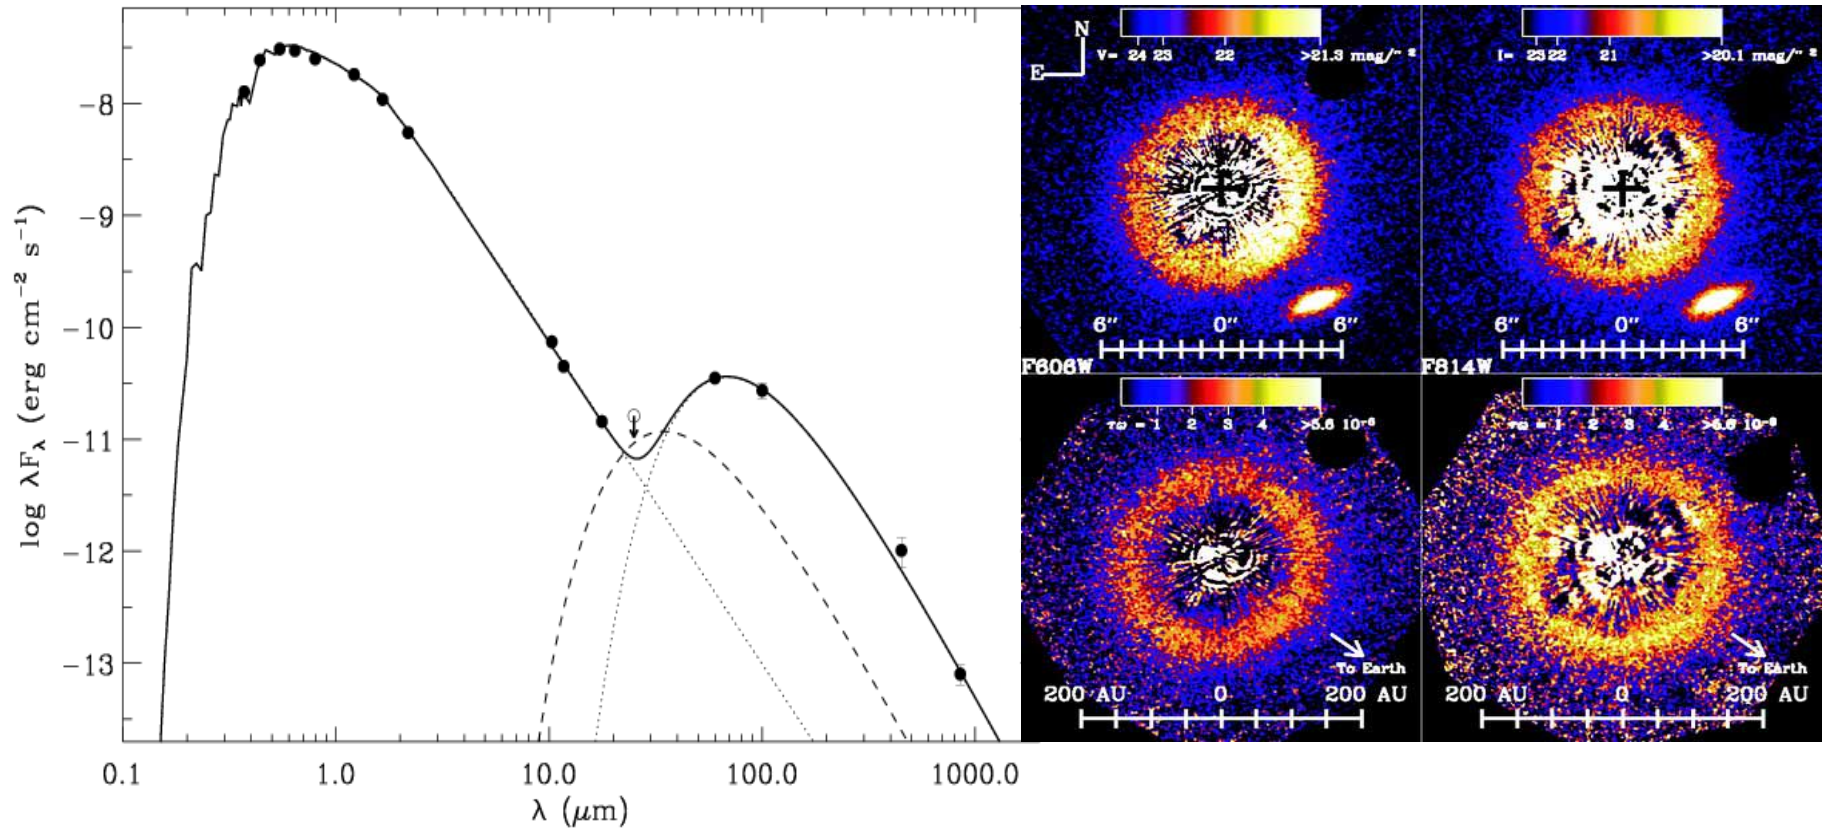 log λF_λ (erg cm⁻² s⁻¹)
−8
−9
−10
−11
−12
−13
0.1 1.0 10.0 100.0 1000.0
λ (μm)
N
E
V= 24 23 22 >21.3 mag/″ ²
6″ 0″ 6″
F606W
I= 23 22 21 >20.1 mag/″ ²
6″ 0″ 6″
F814W
τω = 1 2 3 4 >5.6 10⁻⁶
To Earth
200 AU 0 200 AU
τω = 1 2 3 4 >5.6 10⁻⁶
To Earth
200 AU 0 200 AU